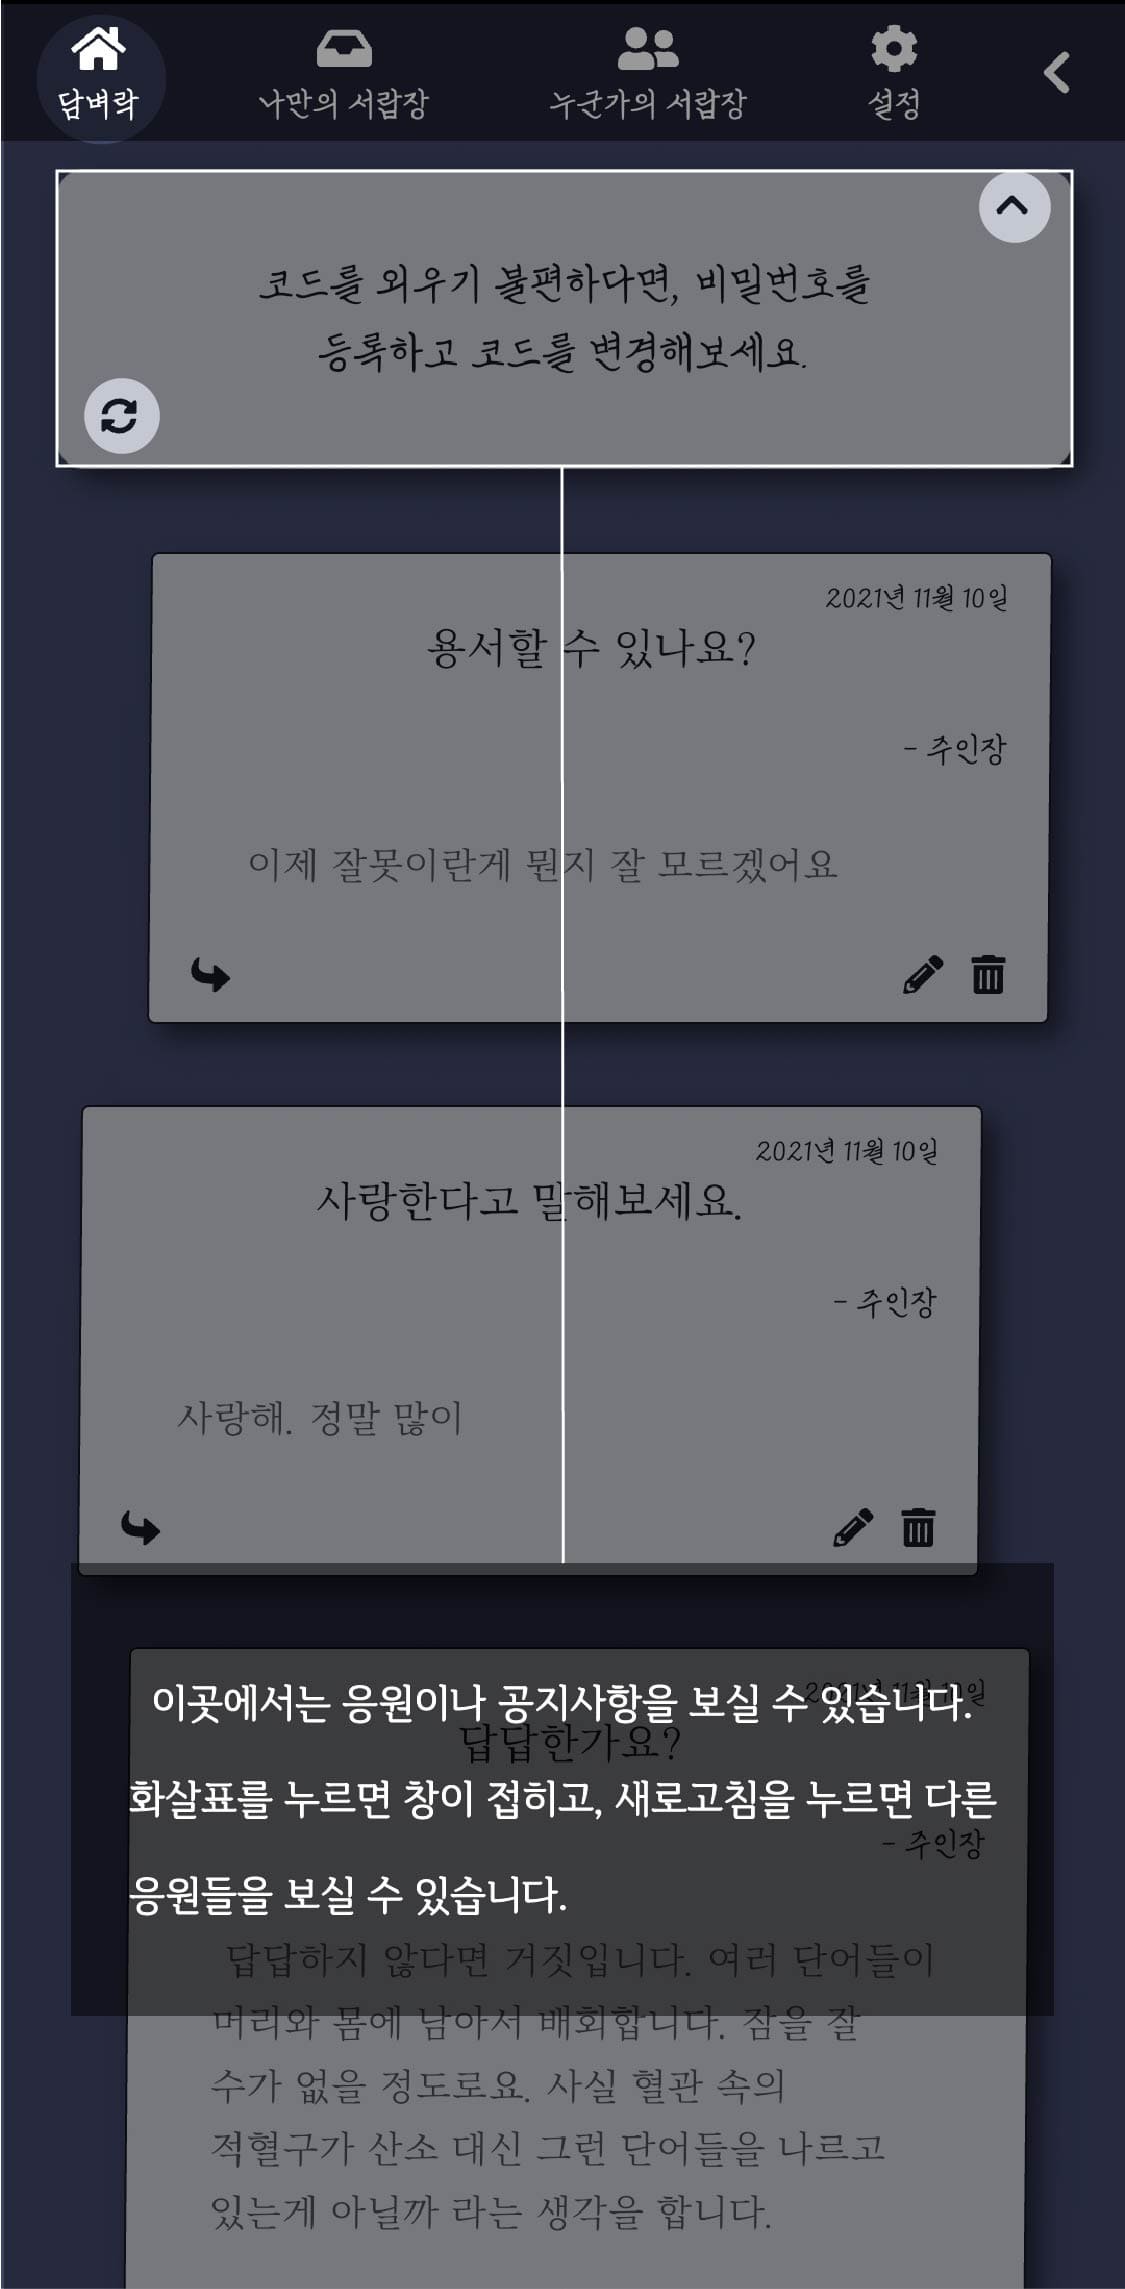 담벼락
나만의 서랍장
누군가의 서랍장
설정
코드를 외우기 불편하다면, 비밀번호를
등록하고 코드를 변경해보세요.
2021년 11월 10일
용서할 수 있나요?
- 주인장
이제 잘못이란게 뭔지 잘 모르겠어요
2021년 11월 10일
사랑한다고 말해보세요.
- 주인장
사랑해. 정말 많이
2021년 11월 10일
이곳에서는 응원이나 공지사항을 보실 수 있습니다.
답답한가요?
화살표를 누르면 창이 접히고, 새로고침을 누르면 다른
- 주인장
응원들을 보실 수 있습니다.
답답하지 않다면 거짓입니다. 여러 단어들이
머리와 몸에 남아서 배회합니다. 잠을 잘
수가 없을 정도로요. 사실 혈관 속의
적혈구가 산소 대신 그런 단어들을 나르고
있는게 아닐까 라는 생각을 합니다.